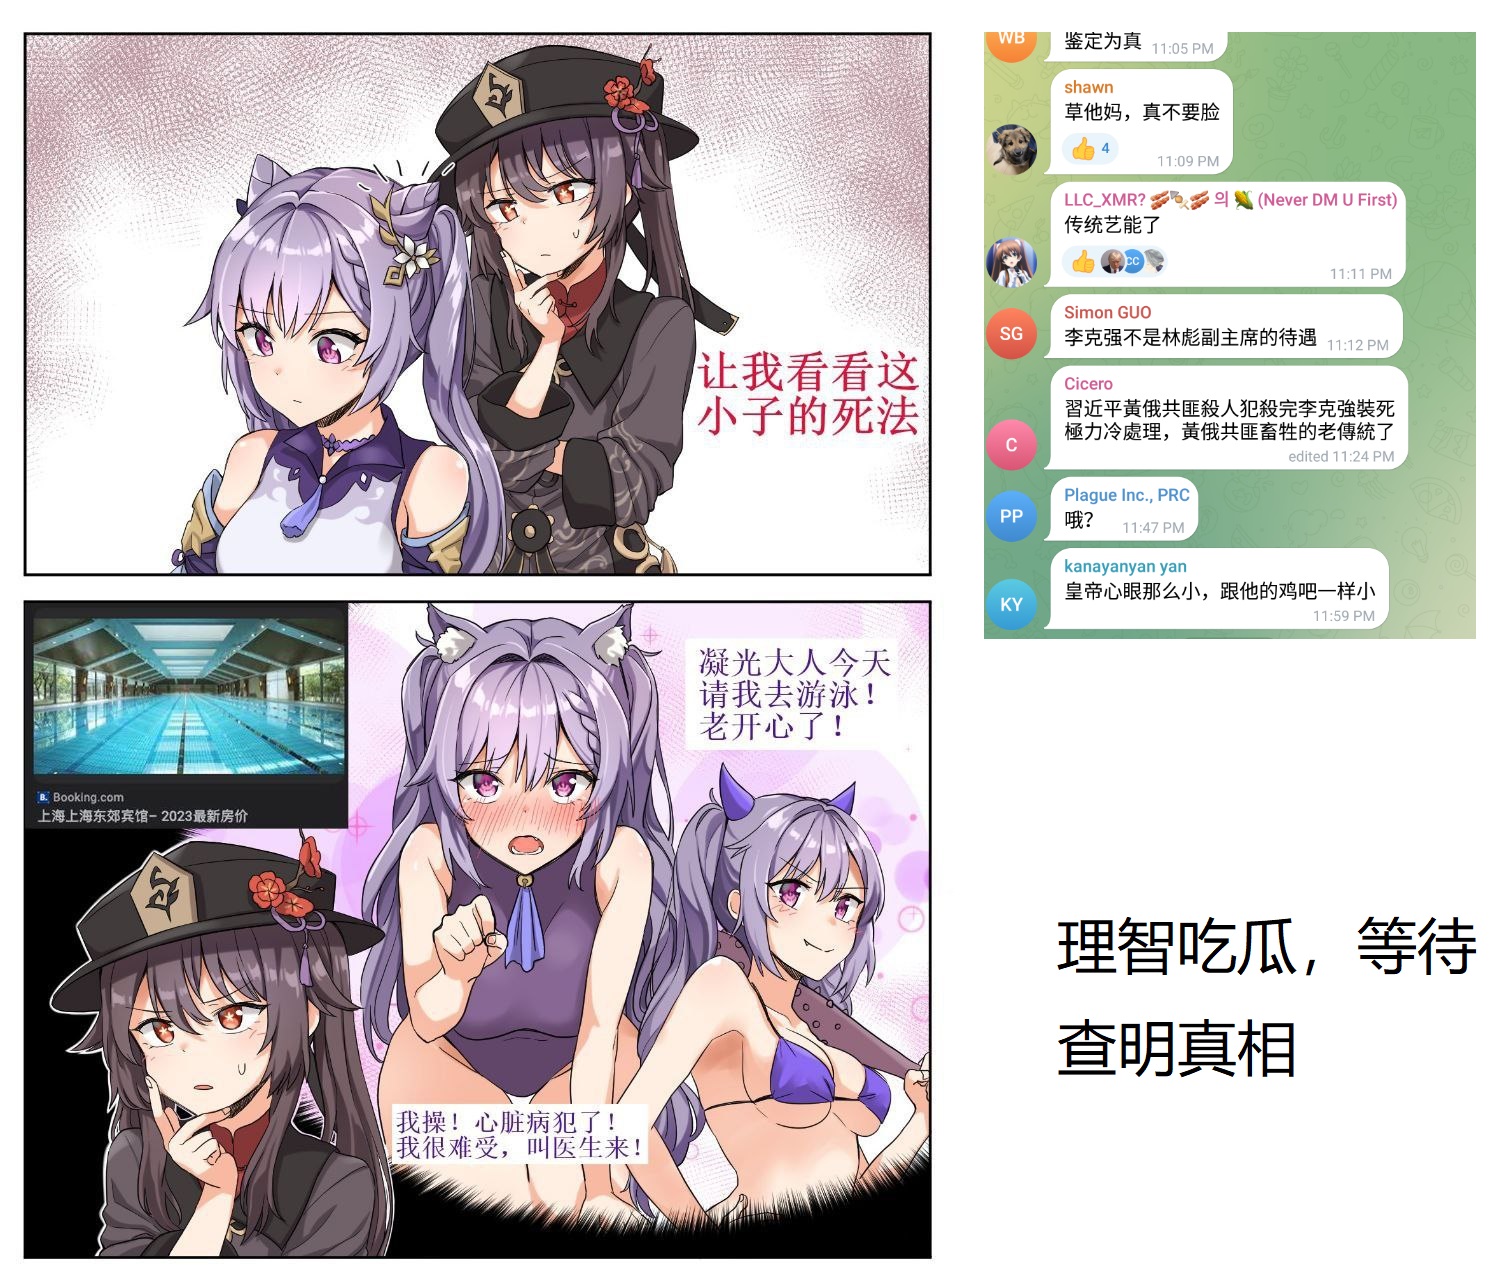 让我看看这
小子的死法
Booking.com
上海上海东郊宾馆– 2023最新房价
凝光大人今天
请我去游泳！
老开心了！
我操！心脏病犯了！
我很难受，叫医生来！
WB
鉴定为真 11:05 PM
shawn
草他妈，真不要脸
👍 4 11:09 PM
LLC_XMR? 🥓🍢🥓 의 🌽 (Never DM U First)
传统艺能了
CC
11:11 PM
SG
Simon GUO
李克强不是林彪副主席的待遇 11:12 PM
C
Cicero
習近平黃俄共匪殺人犯殺完李克強裝死
極力冷處理，黃俄共匪畜牲的老傳統了
edited 11:24 PM
PP
Plague Inc., PRC
哦？ 11:47 PM
KY
kanayanyan yan
皇帝心眼那么小，跟他的鸡吧一样小
11:59 PM
理智吃瓜，等待
查明真相